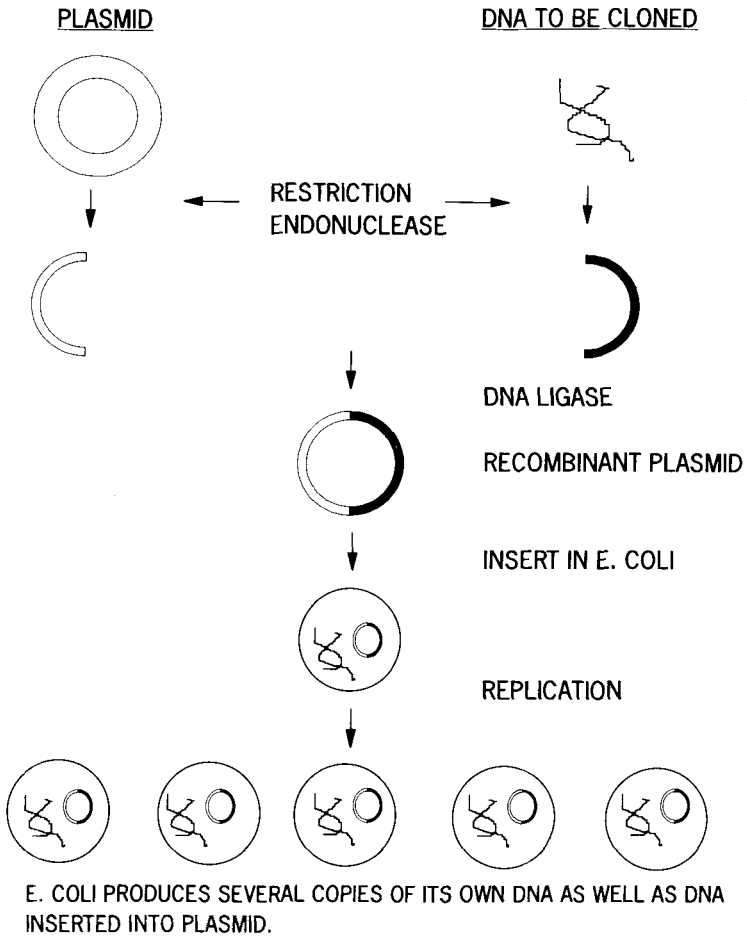 PLASMID
DNA TO BE CLONED
RESTRICTION
ENDONUCLEASE
DNA LIGASE
RECOMBINANT PLASMID
INSERT IN E. COLI
REPLICATION
E. COLI PRODUCES SEVERAL COPIES OF ITS OWN DNA AS WELL AS DNA
INSERTED INTO PLASMID.